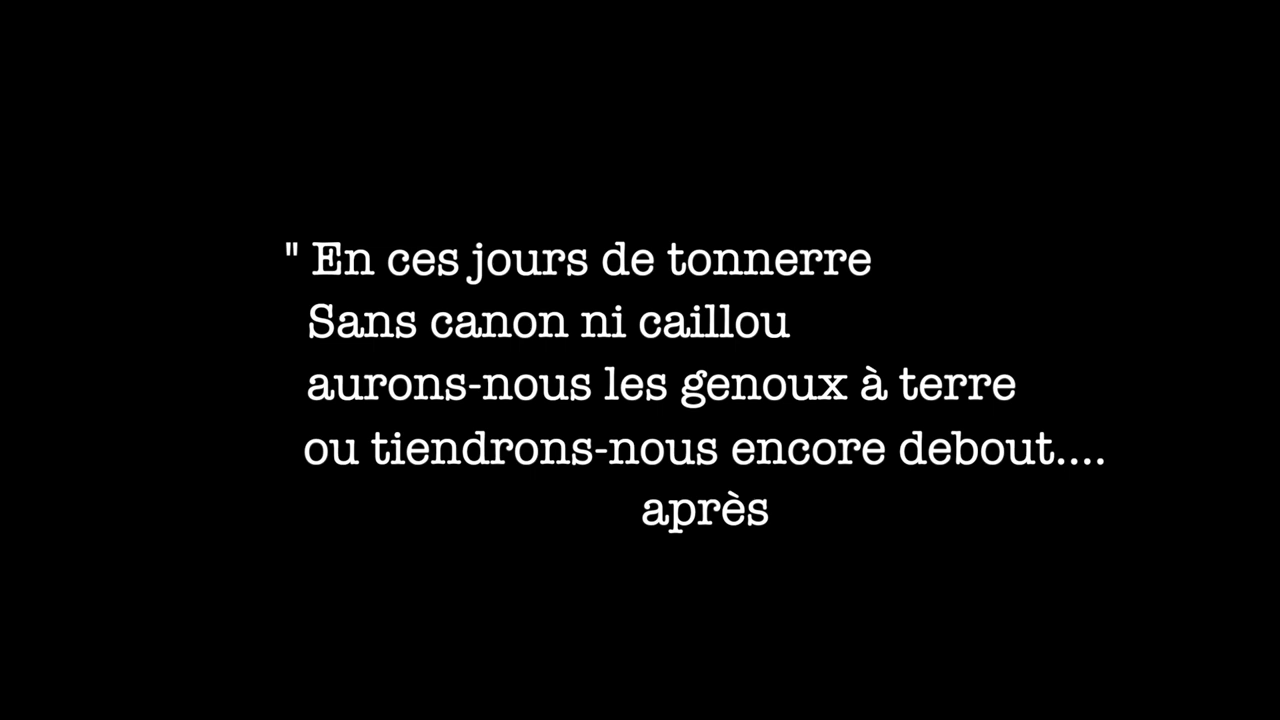 " En ces jours de tonnerre
Sans canon ni caillou
aurons-nous les genoux à terre
ou tiendrons-nous encore debout....
après